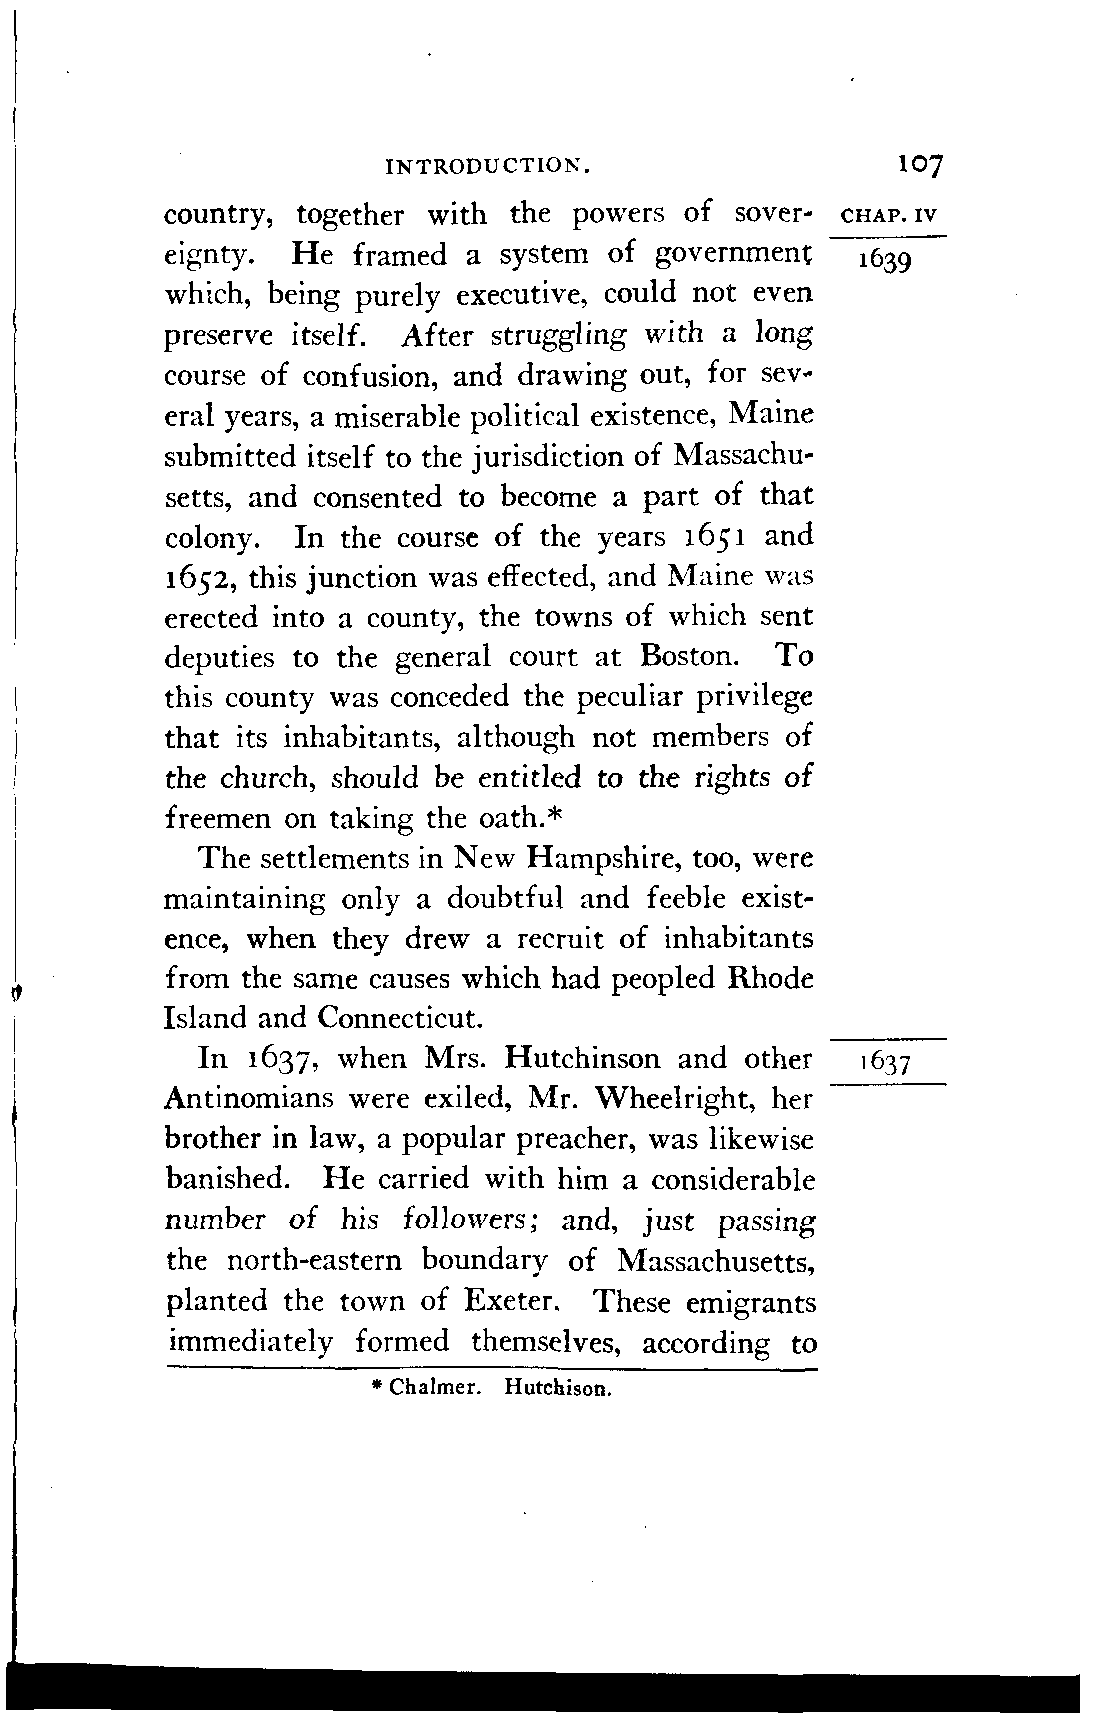 INTRODUCTION. 107
country, together with the powers of sover- CHAP. IV
eignty. He framed a system of government 1639
which, being purely executive, could not even
preserve itself. After struggling with a long
course of confusion, and drawing out, for sev-
eral years, a miserable political existence, Maine
submitted itself to the jurisdiction of Massachu-
setts, and consented to become a part of that
colony. In the course of the years 1651 and
1652, this junction was effected, and Maine was
erected into a county, the towns of which sent
deputies to the general court at Boston. To
this county was conceded the peculiar privilege
that its inhabitants, although not members of
the church, should be entitled to the rights of
freemen on taking the oath.*
The settlements in New Hampshire, too, were
maintaining only a doubtful and feeble exist-
ence, when they drew a recruit of inhabitants
from the same causes which had peopled Rhode
Island and Connecticut.
In 1637, when Mrs. Hutchinson and other 1637
Antinomians were exiled, Mr. Wheelright, her
brother in law, a popular preacher, was likewise
banished. He carried with him a considerable
number of his followers; and, just passing
the north-eastern boundary of Massachusetts,
planted the town of Exeter. These emigrants
immediately formed themselves, according to
* Chalmer. Hutchison.